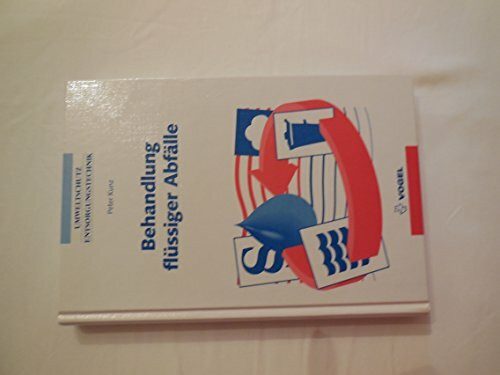 UMWELTSCHUTZ
ENTSORGUNGSTECHNIK
Peter Kunz
Behandlung
flüssiger Abfälle
§
VOGEL